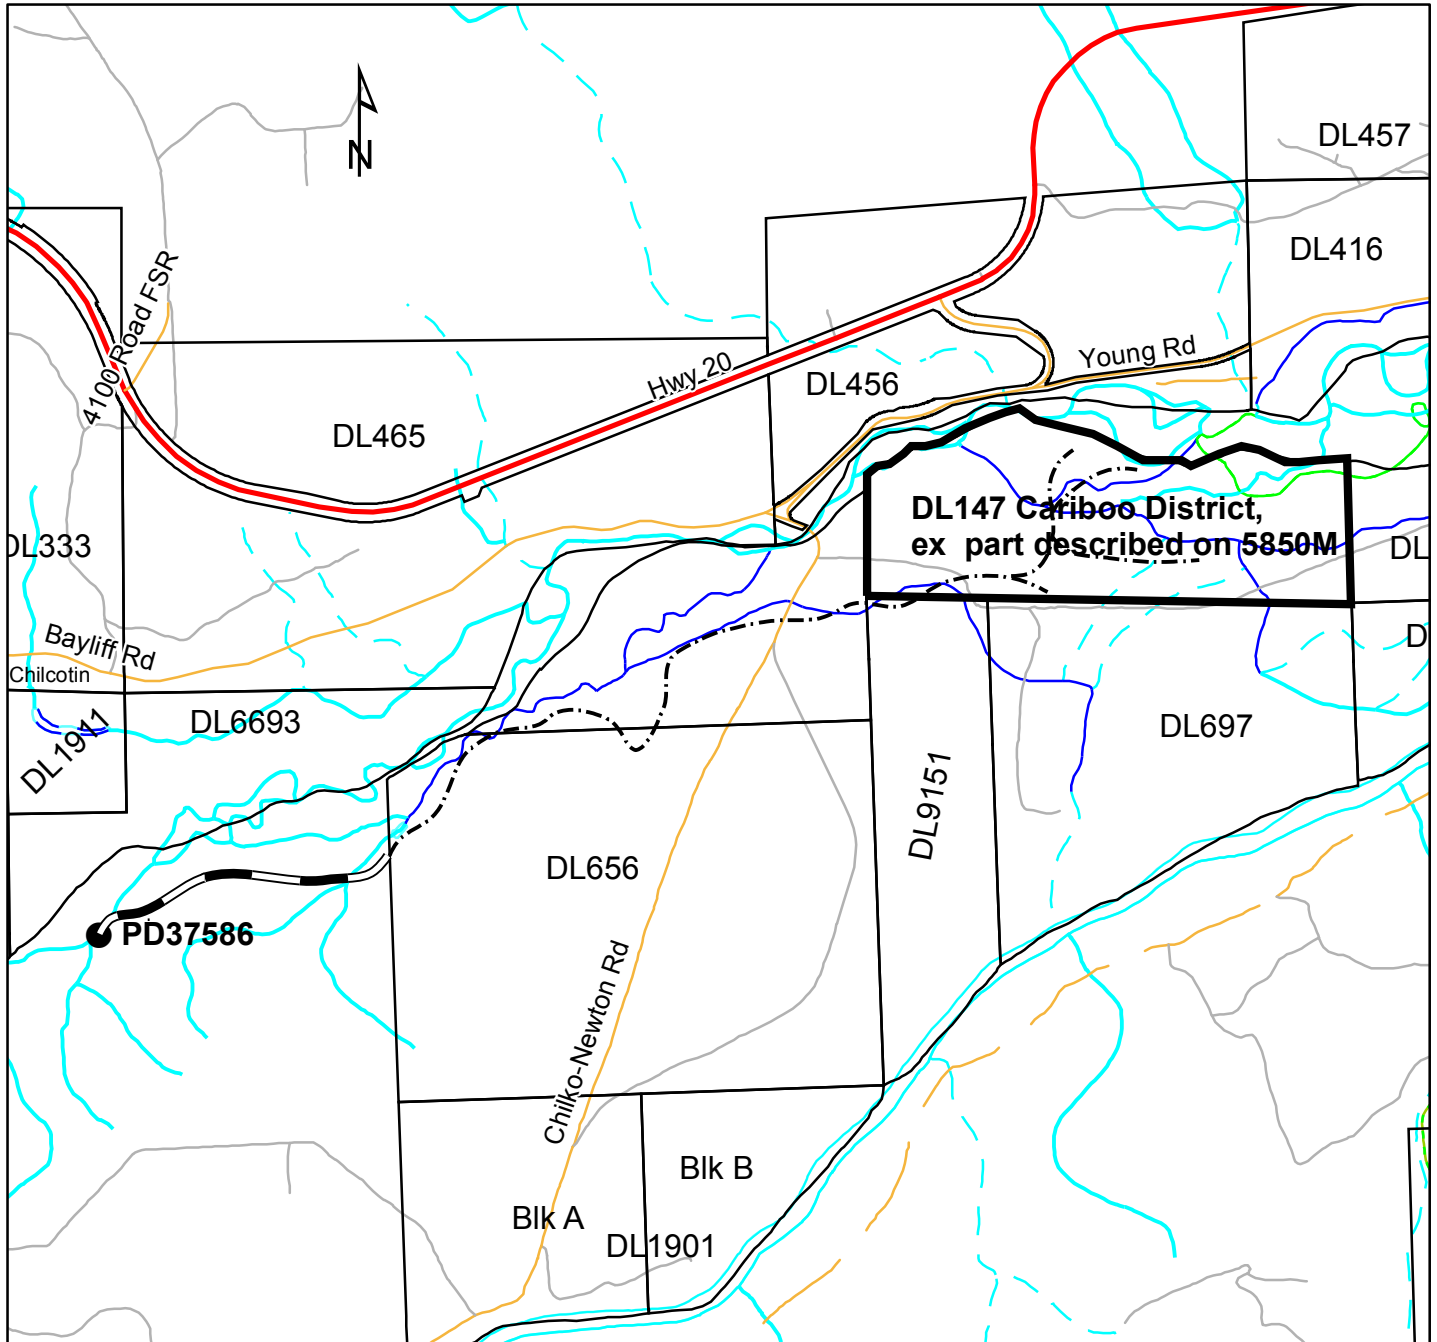 DL457
N
DL416
4100 Road FSR
Young Rd
Hwy 20
DL456
DL465
DL147 Cariboo District,
ex part described on 5850M
DL333
DL
Bayliff Rd
D
Chilcotin
DL6693
DL1911
DL697
DL9151
DL656
PD37586
Chilko-Newton Rd
Blk B
Blk A
DL1901